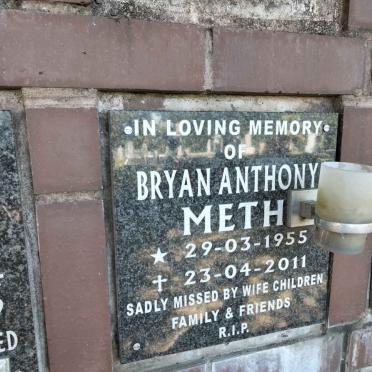 IN LOVING MEMORY
OF
BRYAN ANTHONY
METH
29-03-1955
23-04-2011
SADLY MISSED BY WIFE CHILDREN
FAMILY & FRIENDS
R.I.P.